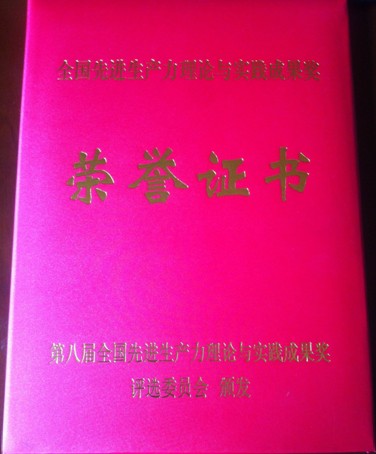 全国先进生产力理论与实践成果奖
荣誉证书
第八届全国先进生产力理论与实践成果奖
评选委员会 颁发